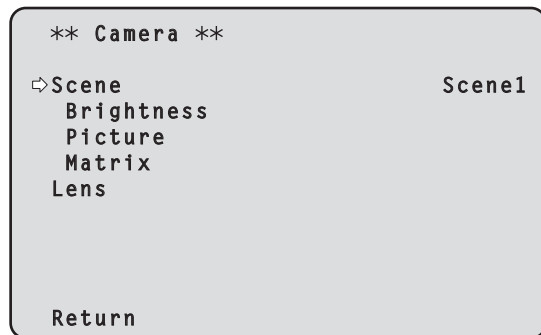 ** Camera **
⇨Scene Scene1
Brightness
Picture
Matrix
Lens
Return